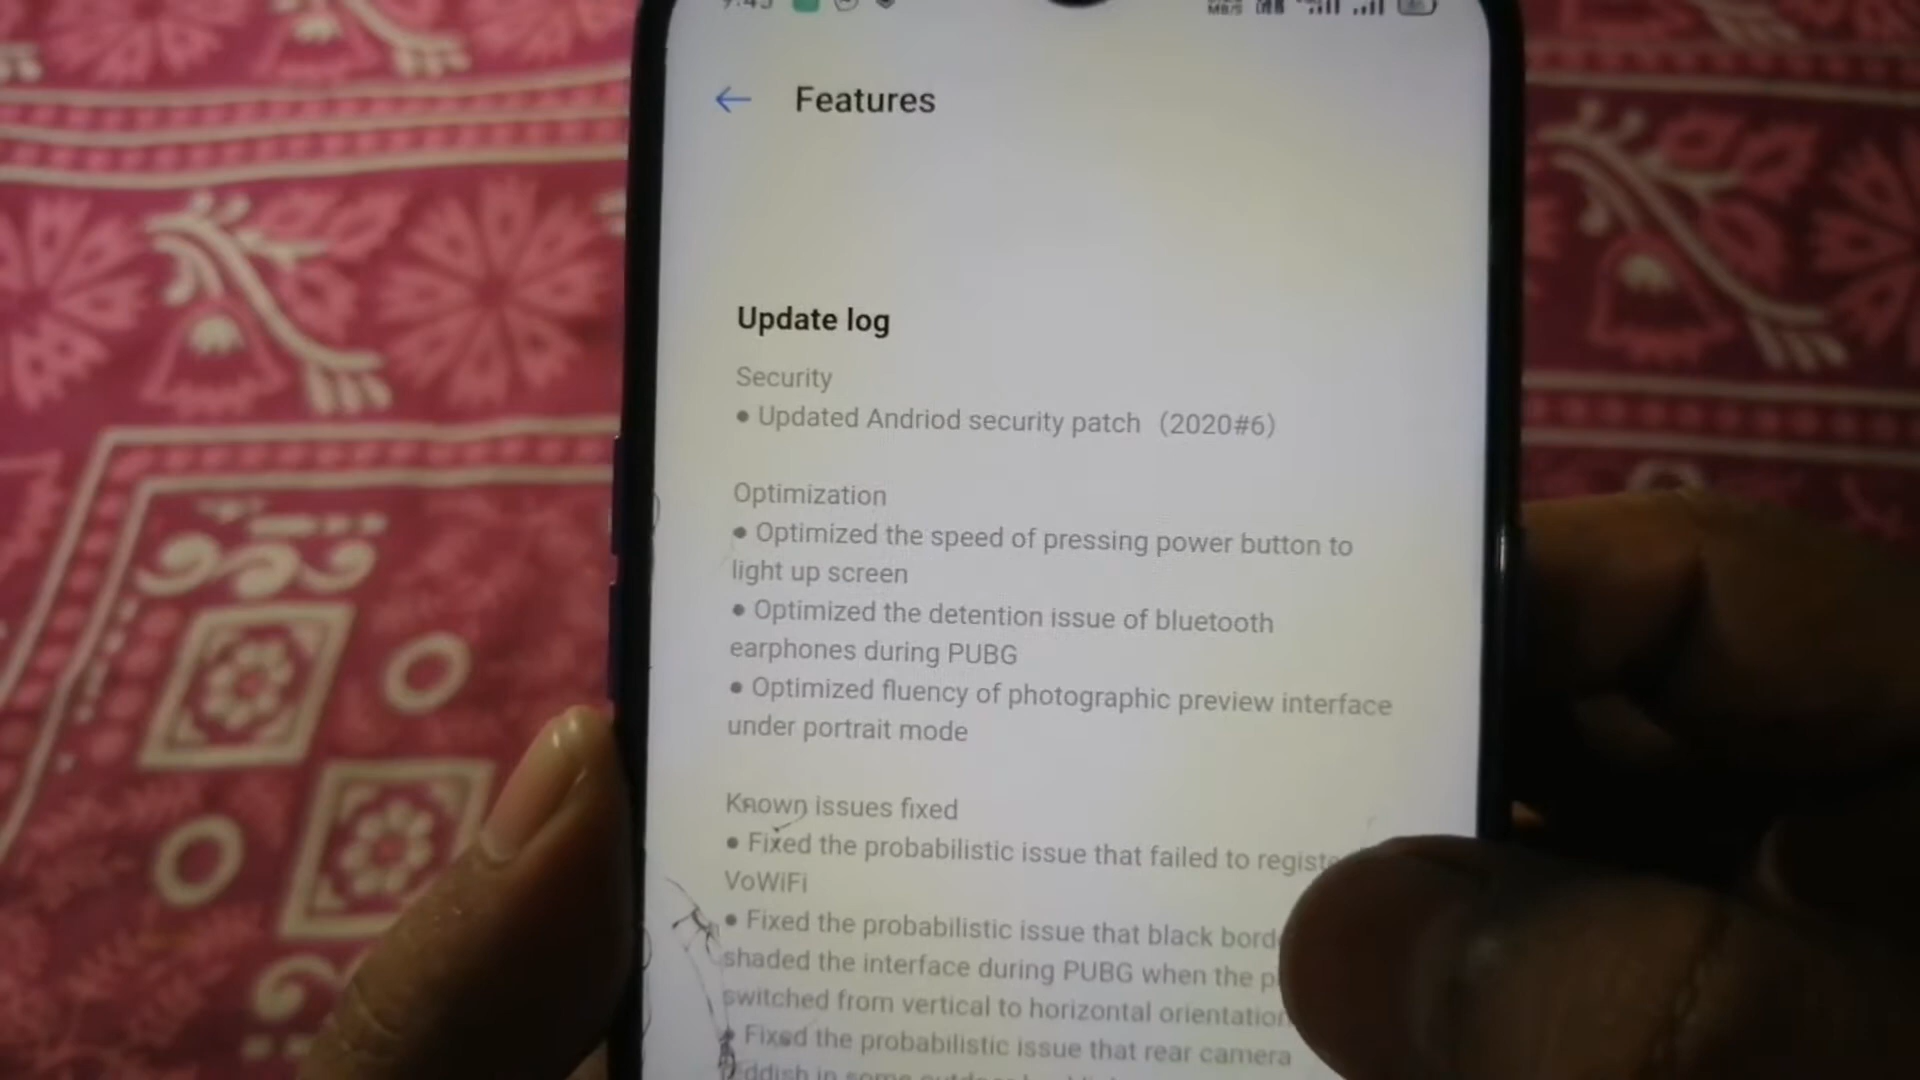 Features
Update log
Security
● Updated Andriod security patch (2020#6)
Optimization
● Optimized the speed of pressing power button to
light up screen
● Optimized the detention issue of bluetooth
earphones during PUBG
● Optimized fluency of photographic preview interface
under portrait mode
Known issues fixed
● Fixed the probabilistic issue that failed to
VoWiFi
● Fixed the probabilistic issue that black
shaded the interface during PUBG when the
switched from vertical to horizontal orientation
● Fixed the probabilistic issue that rear camera
in some